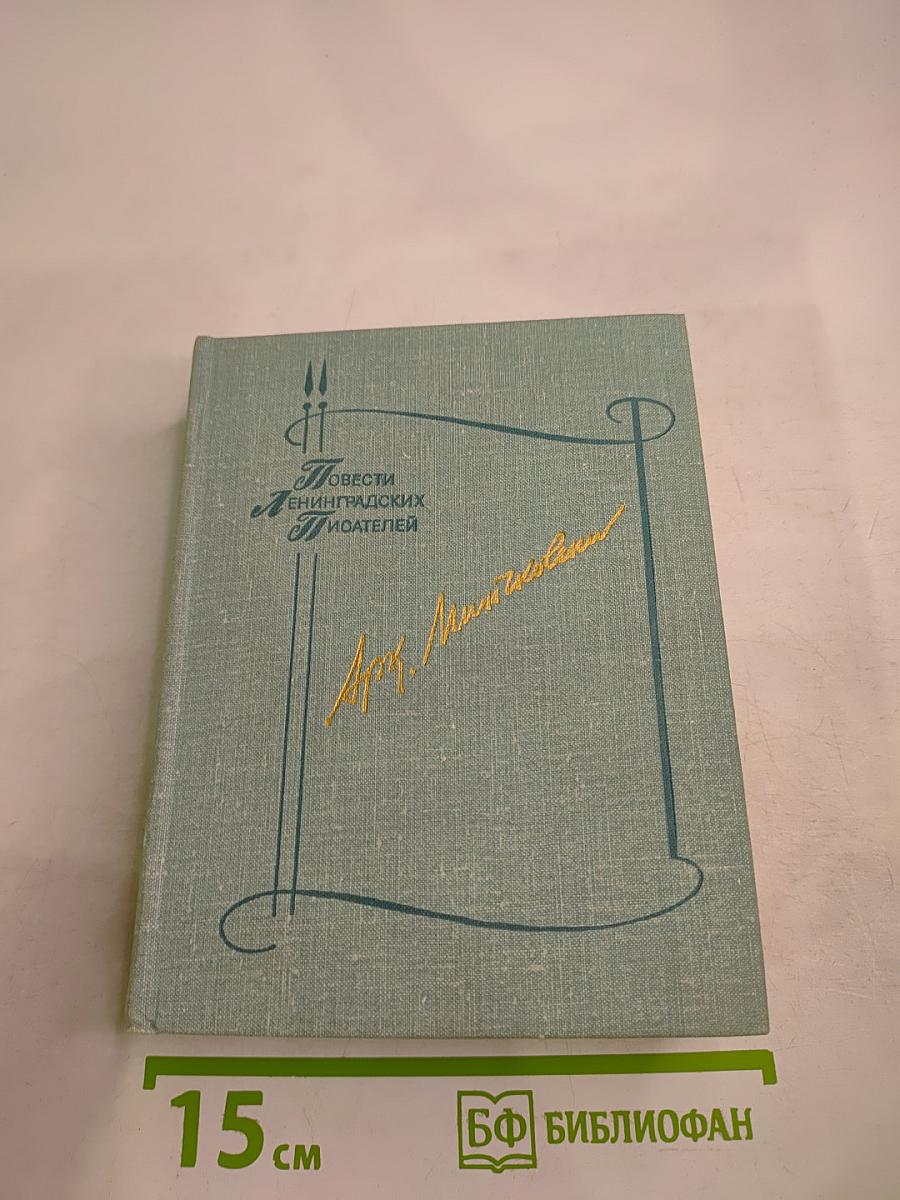 Повести
Ленинградских
Писателей
Арк. Минчковский
15 см
БФ БИБЛИОФАН